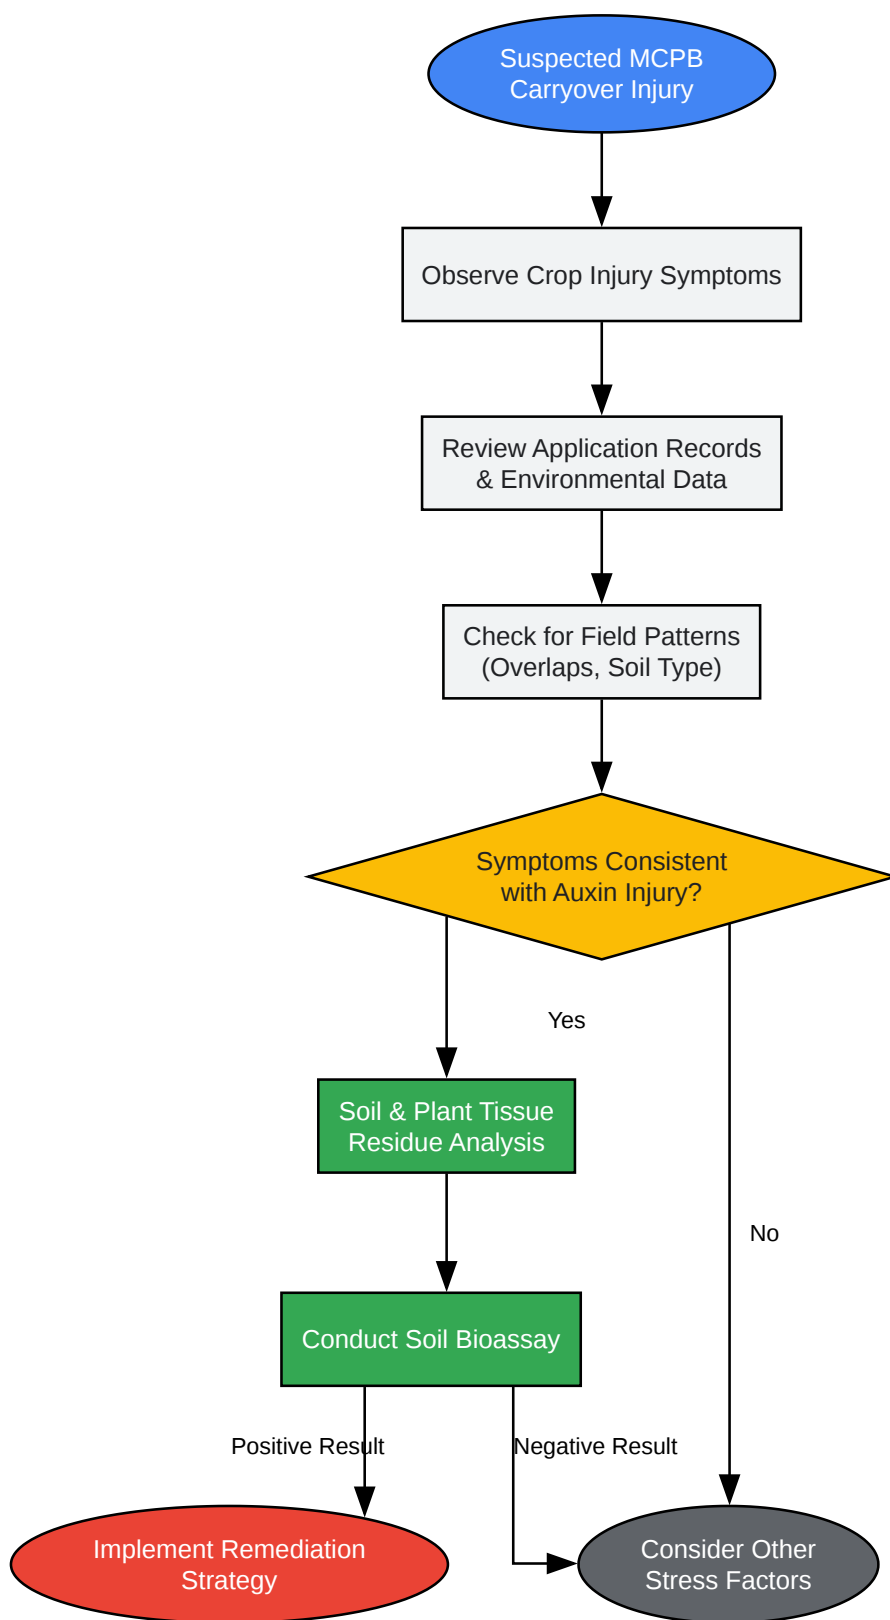 Suspected MCPB
Carryover Injury
Observe Crop Injury Symptoms
Review Application Records
& Environmental Data
Check for Field Patterns
(Overlaps, Soil Type)
Symptoms Consistent
with Auxin Injury?
Yes
Soil & Plant Tissue
Residue Analysis
No
Conduct Soil Bioassay
Positive Result
Negative Result
Implement Remediation
Strategy
Consider Other
Stress Factors